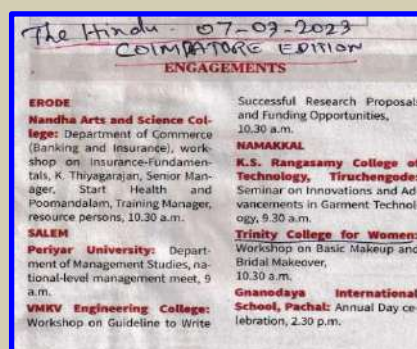 The Hindu - 07-03-2023
COIMBATORE EDITION
ENGAGEMENTS
ERODE
Nandha Arts and Science Col-
lege: Department of Commerce
(Banking and Insurance), work-
shop on Insurance-Fundamen-
tals, K. Thiyagarajan, Senior Man-
ager, Start Health and
Poomandalam, Training Manager,
resource persons, 10.30 a.m.
SALEM
Periyar University: Depart-
ment of Management Studies, na-
tional-level management meet, 9
a.m.
VMKV Engineering College:
Workshop on Guideline to Write
Successful Research Proposal
and Funding Opportunities,
10.30 a.m.
NAMAKKAL
K.S. Rangasamy College of
Technology, Tiruchengode:
Seminar on Innovations and Ad
vancements in Garment Technol
ogy, 9.30 a.m.
Trinity College for Women:
Workshop on Basic Makeup and
Bridal Makeover,
10.30 a.m.
Gnanodaya International
School, Pachal: Annual Day ce-
lebration, 2.30 p.m.